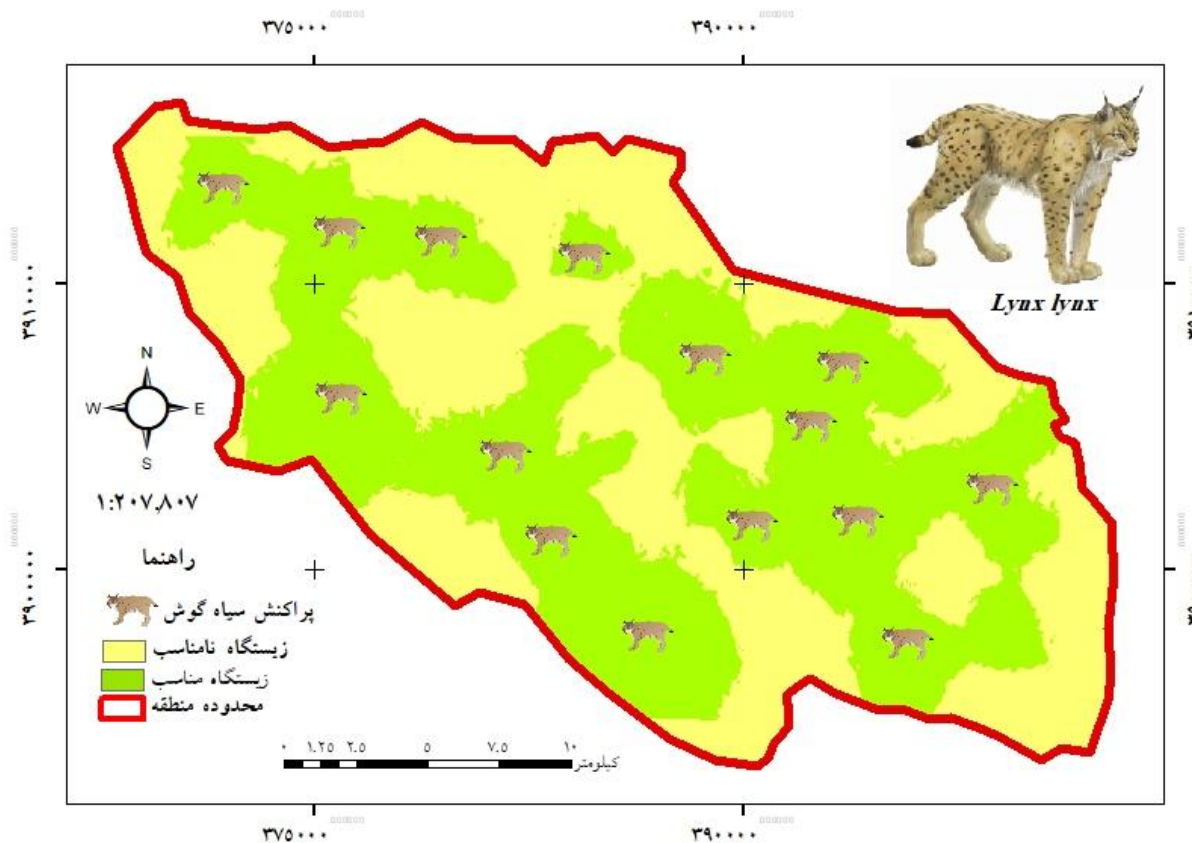 ۳۷۵۰۰۰ ۳۹۰۰۰۰
Lynx lynx
۳۹۱۰۰۰۰
N
W E
S
۱:۲۰۷,۸۰۷
راهنما
پراکنش سیاه گوش
زیستگاه نامناسب
زیستگاه مناسب
محدوده منطقه
۳۹۰۰۰۰۰
۰ ۱.۲۵ ۲.۵ ۵ ۷.۵ ۱۰
کیلومتر
۳۷۵۰۰۰ ۳۹۰۰۰۰